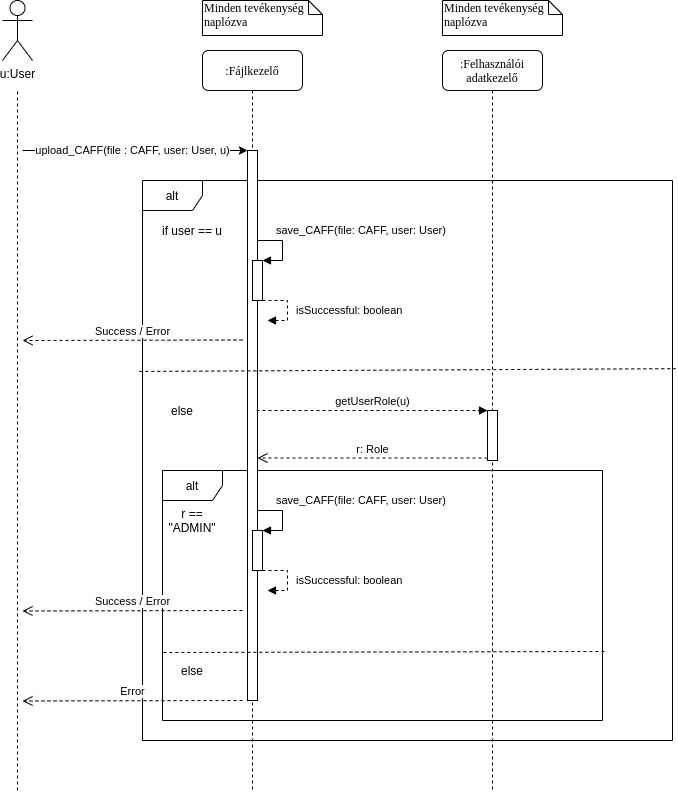 Minden tevékenység
naplózva
Minden tevékenység
naplózva
u:User
:Fájlkezelő
:Felhasználói
adatkezelő
upload_CAFF(file : CAFF, user: User, u)
alt
if user == u
save_CAFF(file: CAFF, user: User)
isSuccessful: boolean
Success / Error
else
getUserRole(u)
r: Role
alt
r ==
"ADMIN"
save_CAFF(file: CAFF, user: User)
isSuccessful: boolean
Success / Error
else
Error